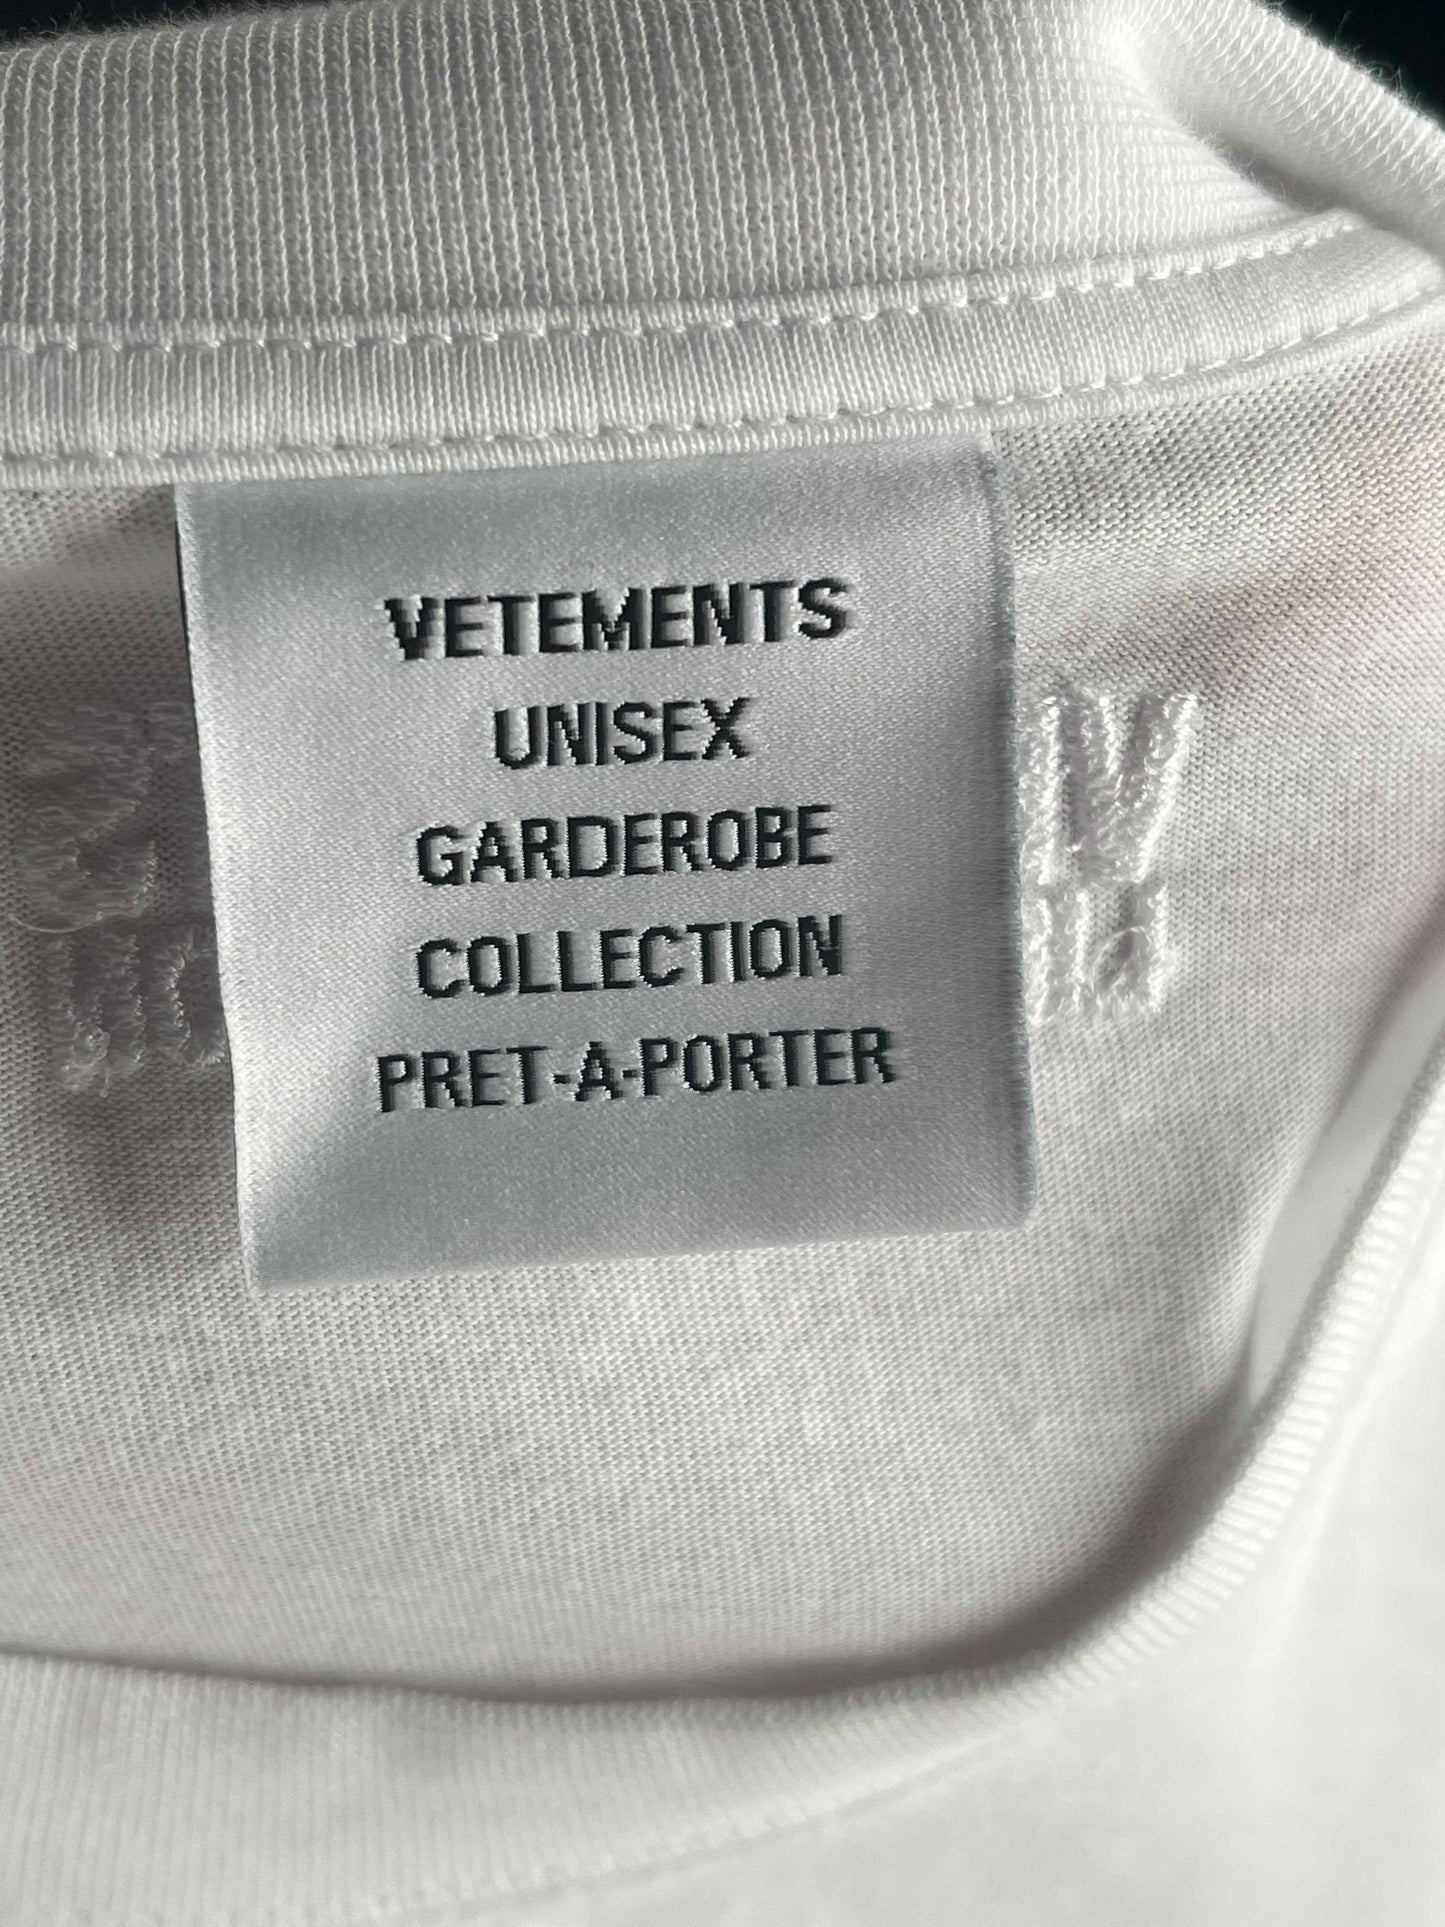 VETEMENTS
UNISEX
GARDEROBE
COLLECTION
PRET-A-PORTER